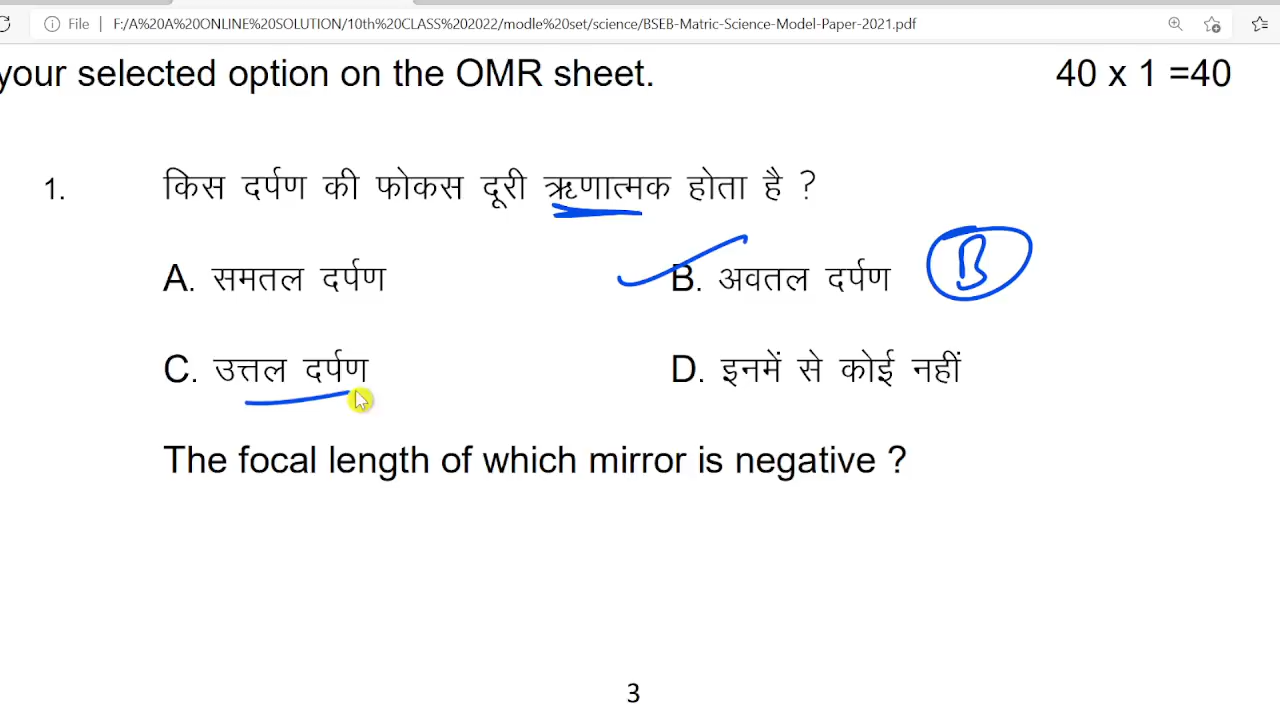 File | F:/A%20A%20ONLINE%20SOLUTION/10th%20CLASS%202022/modle%20set/science/BSEB-Matric-Science-Model-Paper-2021.pdf
your selected option on the OMR sheet. 40 x 1 =40
1. किस दर्पण की फोकस दूरी ऋणात्मक होता है ?
A. समतल दर्पण B. अवतल दर्पण B
C. उत्तल दर्पण D. इनमें से कोई नहीं
The focal length of which mirror is negative ?
3